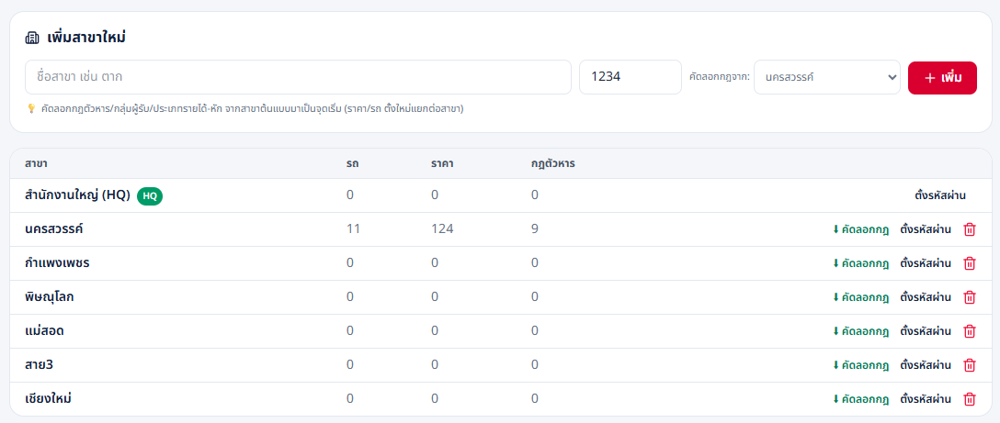 เพิ่มสาขาใหม่
ชื่อสาขา เช่น ตาก 1234 คัดลอกกฎจาก: นครสวรรค์ + เพิ่ม
💡 คัดลอกกฎตัวหาร/กลุ่มผู้รับ/ประเภทรายได้-หัก จากสาขาต้นแบบมาเป็นจุดเริ่ม (ราคา/รถ ตั้งใหม่แยกต่อสาขา)
สาขา รถ ราคา กฎตัวหาร
สำนักงานใหญ่ (HQ) HQ 0 0 0 ตั้งรหัสผ่าน
นครสวรรค์ 11 124 9 ⬇ คัดลอกกฎ ตั้งรหัสผ่าน
กำแพงเพชร 0 0 0 ⬇ คัดลอกกฎ ตั้งรหัสผ่าน
พิษณุโลก 0 0 0 ⬇ คัดลอกกฎ ตั้งรหัสผ่าน
แม่สอด 0 0 0 ⬇ คัดลอกกฎ ตั้งรหัสผ่าน
สาย3 0 0 0 ⬇ คัดลอกกฎ ตั้งรหัสผ่าน
เชียงใหม่ 0 0 0 ⬇ คัดลอกกฎ ตั้งรหัสผ่าน